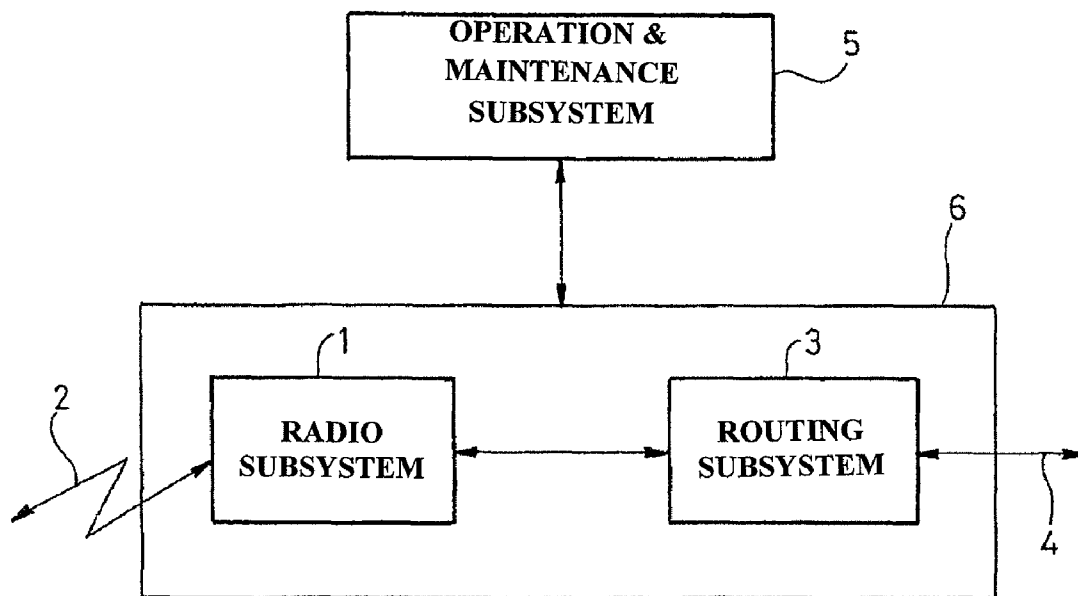 OPERATION &
MAINTENANCE
SUBSYSTEM
5
6
1
3
2
RADIO
SUBSYSTEM
ROUTING
SUBSYSTEM
4